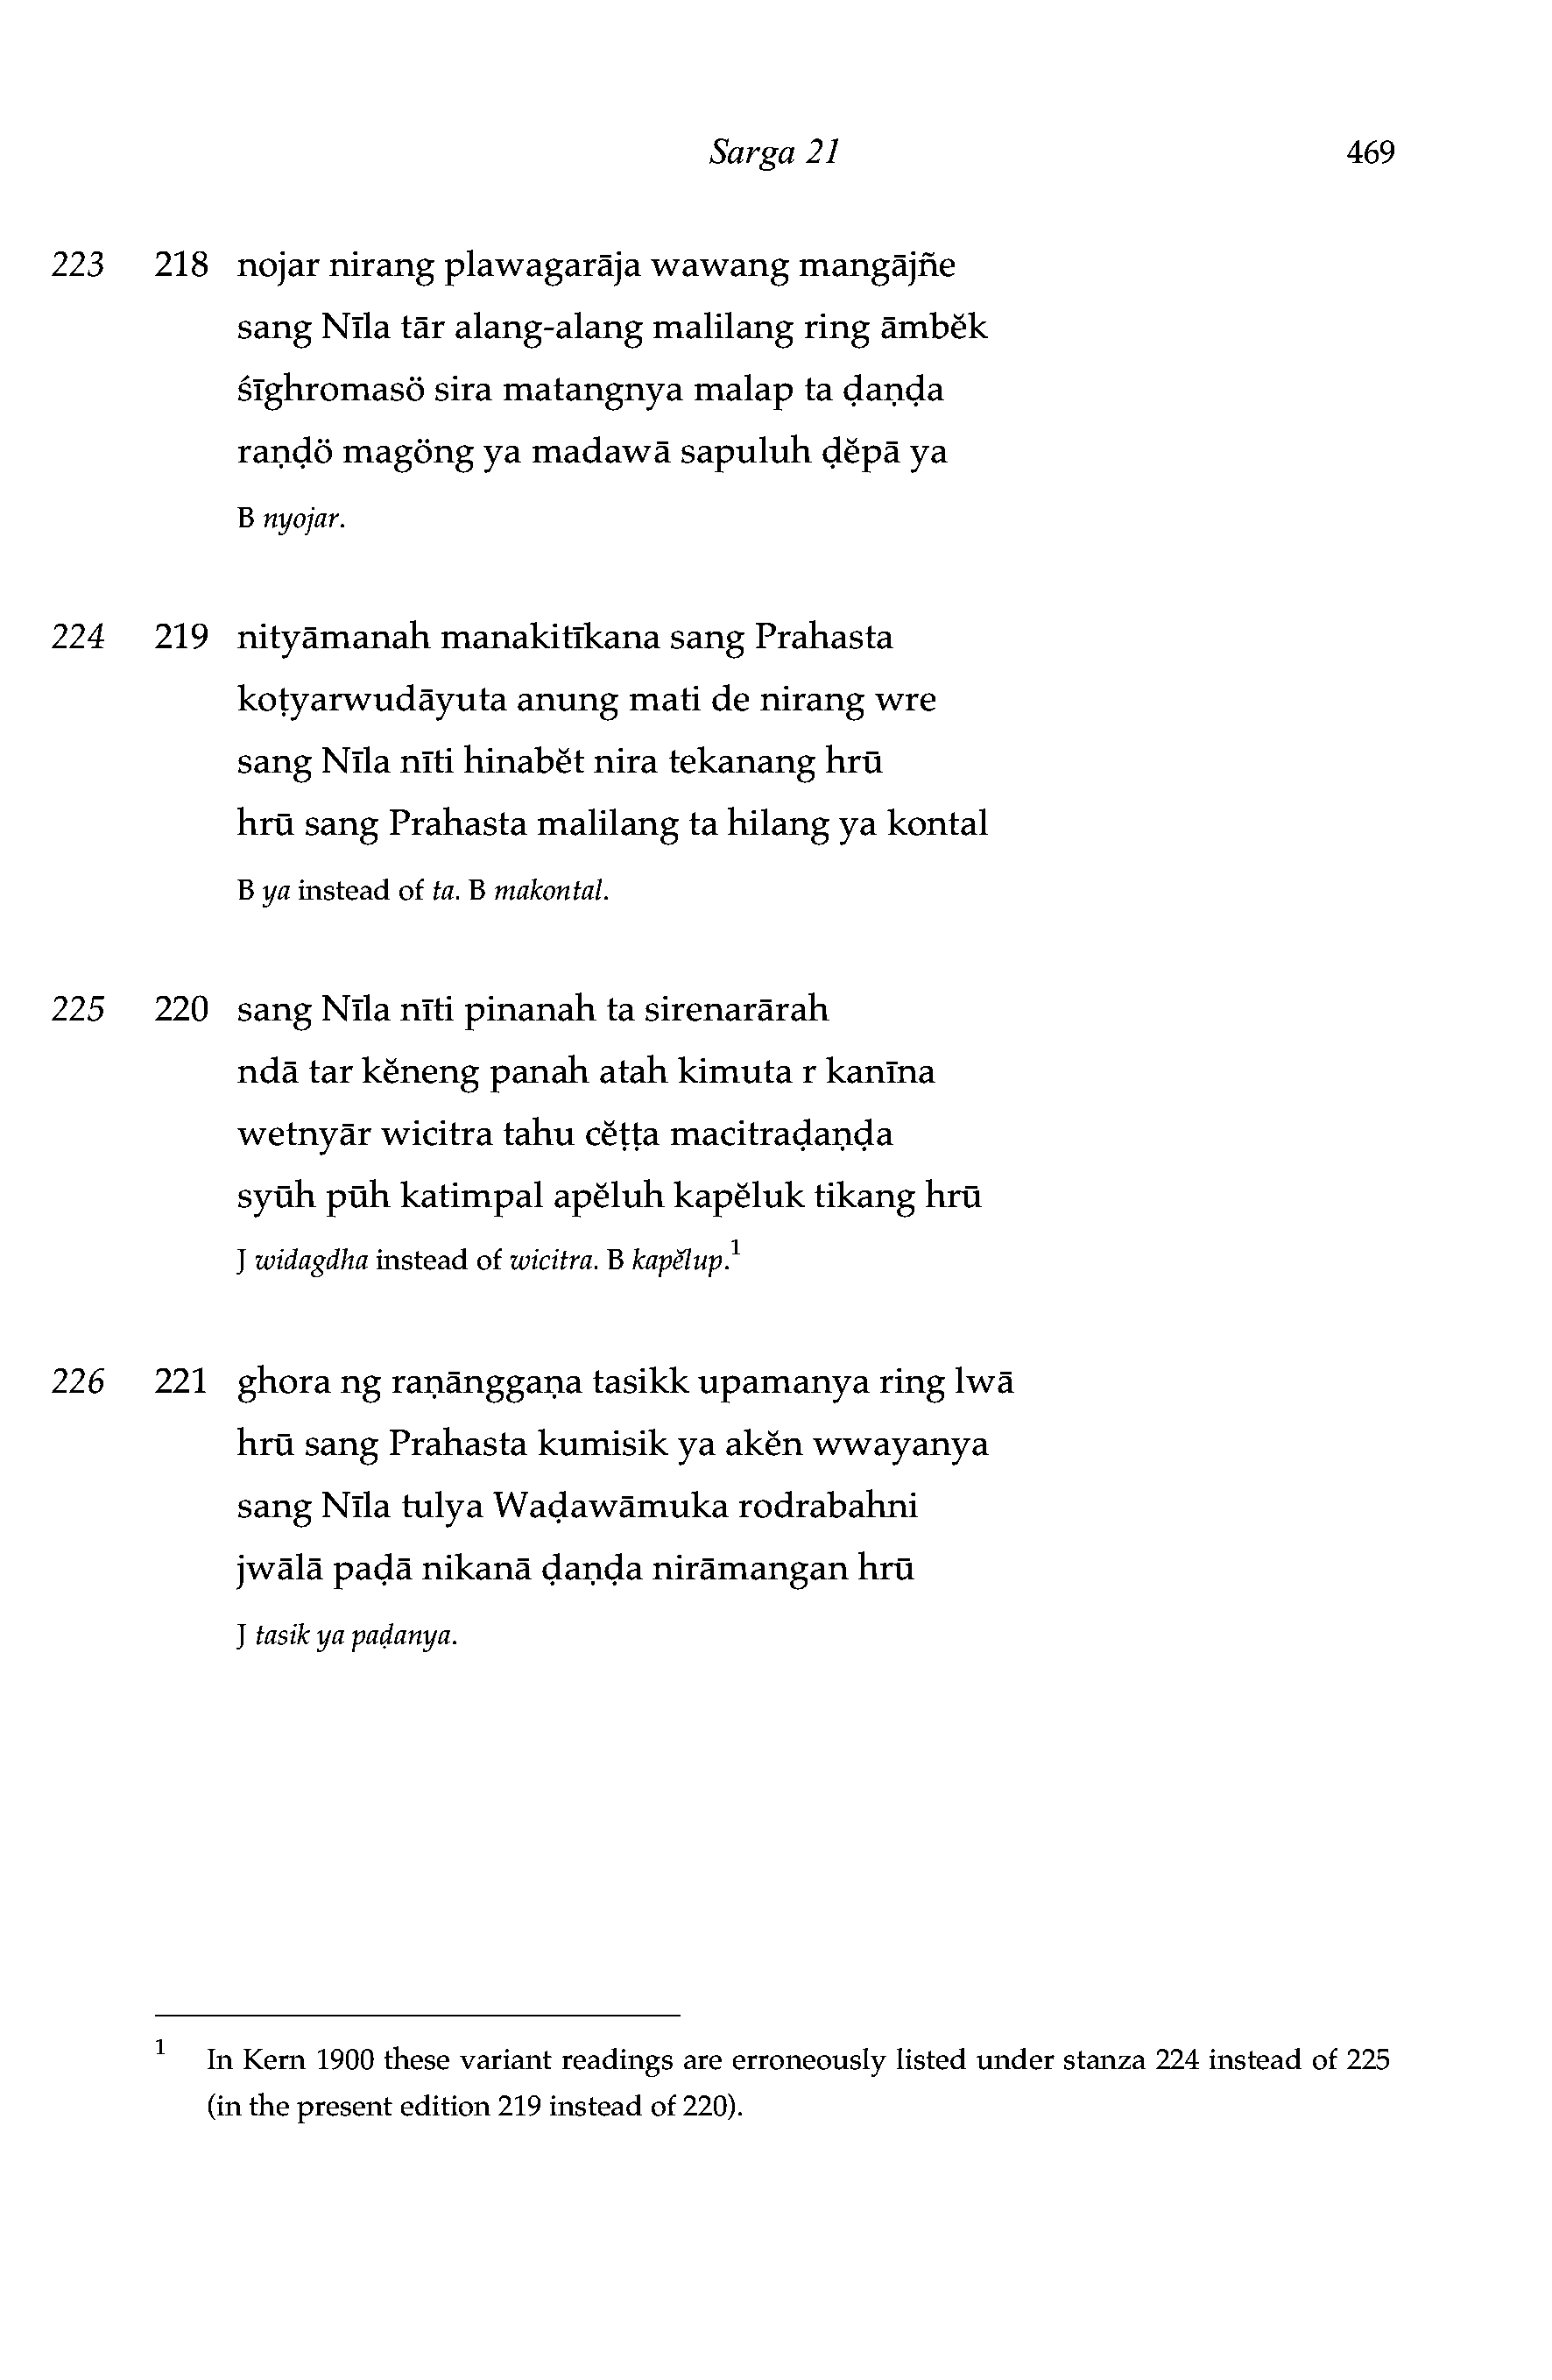 Sarga 21 469
223 218 nojar nirang plawagarāja wawang mangājñe
sang Nīla tār alang-alang malilang ring āmbĕk
śīghromasö sira matangnya malap ta ḍaṇḍa
raṇḍö magöng ya madawā sapuluh ḍĕpā ya
B nyojar.
224 219 nityāmanah manakitīkana sang Prahasta
koṭyarwudāyuta anung mati de nirang wre
sang Nīla nīti hinabĕt nira tekanang hrū
hrū sang Prahasta malilang ta hilang ya kontal
B ya instead of ta. B makontal.
225 220 sang Nīla nīti pinanah ta sirenarārah
ndā tar kĕneng panah atah kimuta r kanīna
wetnyār wicitra tahu cĕṭṭa macitraḍaṇḍa
syūh pūh katimpal apĕluh kapĕluk tikang hrū
J widagdha instead of wicitra. B kapĕlup.1
226 221 ghora ng raṇānggaṇa tasikk upamanya ring lwā
hrū sang Prahasta kumisik ya akĕn wwayanya
sang Nīla tulya Waḍawāmuka rodrabahni
jwālā paḍā nikanā ḍaṇḍa nirāmangan hrū
J tasik ya paḍanya.
1 In Kern 1900 these variant readings are erroneously listed under stanza 224 instead of 225
(in the present edition 219 instead of 220).